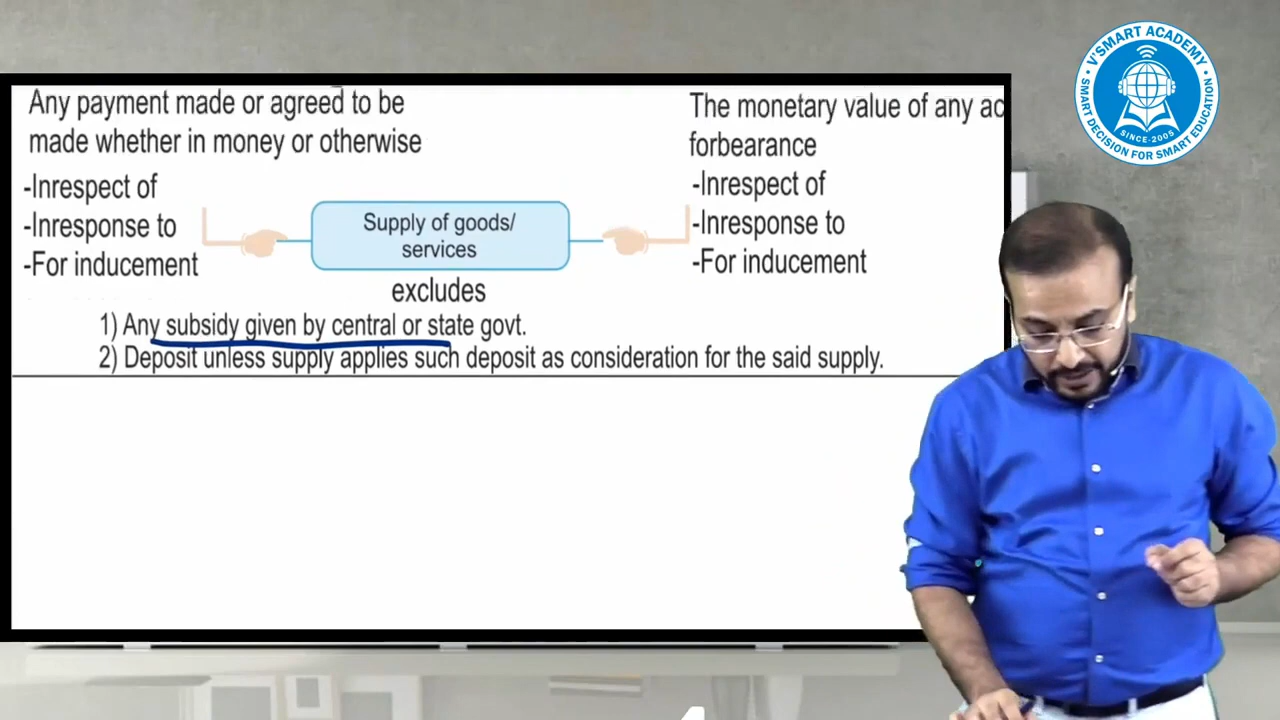 Any payment made or agreed to be
made whether in money or otherwise
-Inrespect of
-Inresponse to
-For inducement
Supply of goods/
services
The monetary value of any ac
forbearance
-Inrespect of
-Inresponse to
-For inducement
excludes
1) Any subsidy given by central or state govt.
2) Deposit unless supply applies such deposit as consideration for the said supply.
V'SMART ACADEMY
SINCE-2005
SMART DECISION FOR SMART EDUCATION